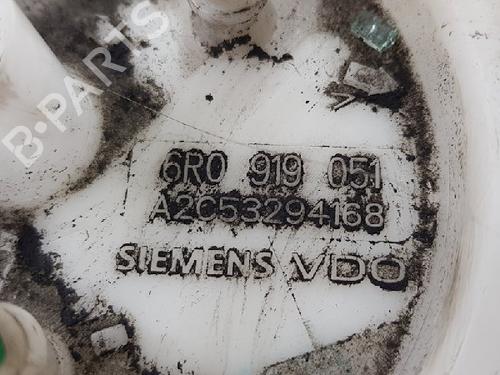 B-PARTS
6R0 919 051
A2C53294168
SIEMENS VDO